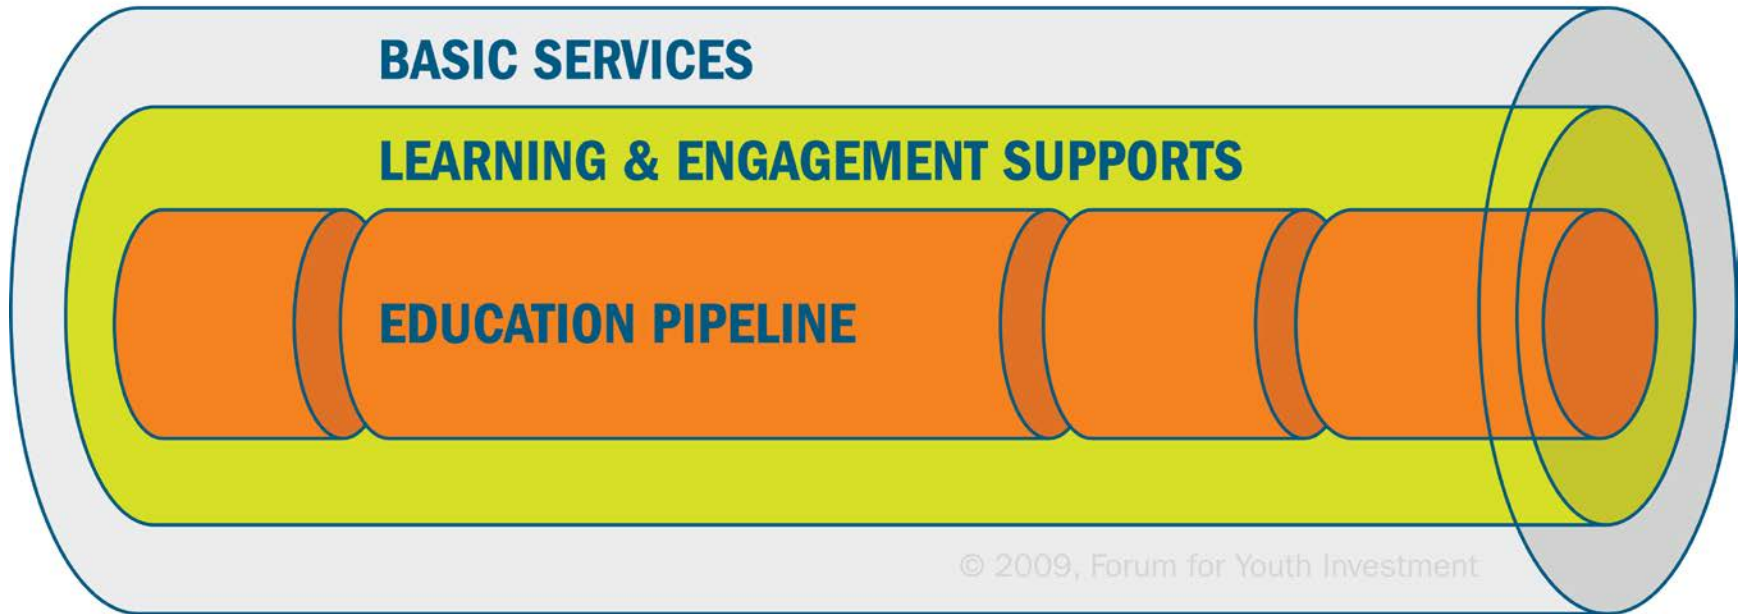 BASIC SERVICES
LEARNING & ENGAGEMENT SUPPORTS
EDUCATION PIPELINE
© 2009, Forum for Youth Investment